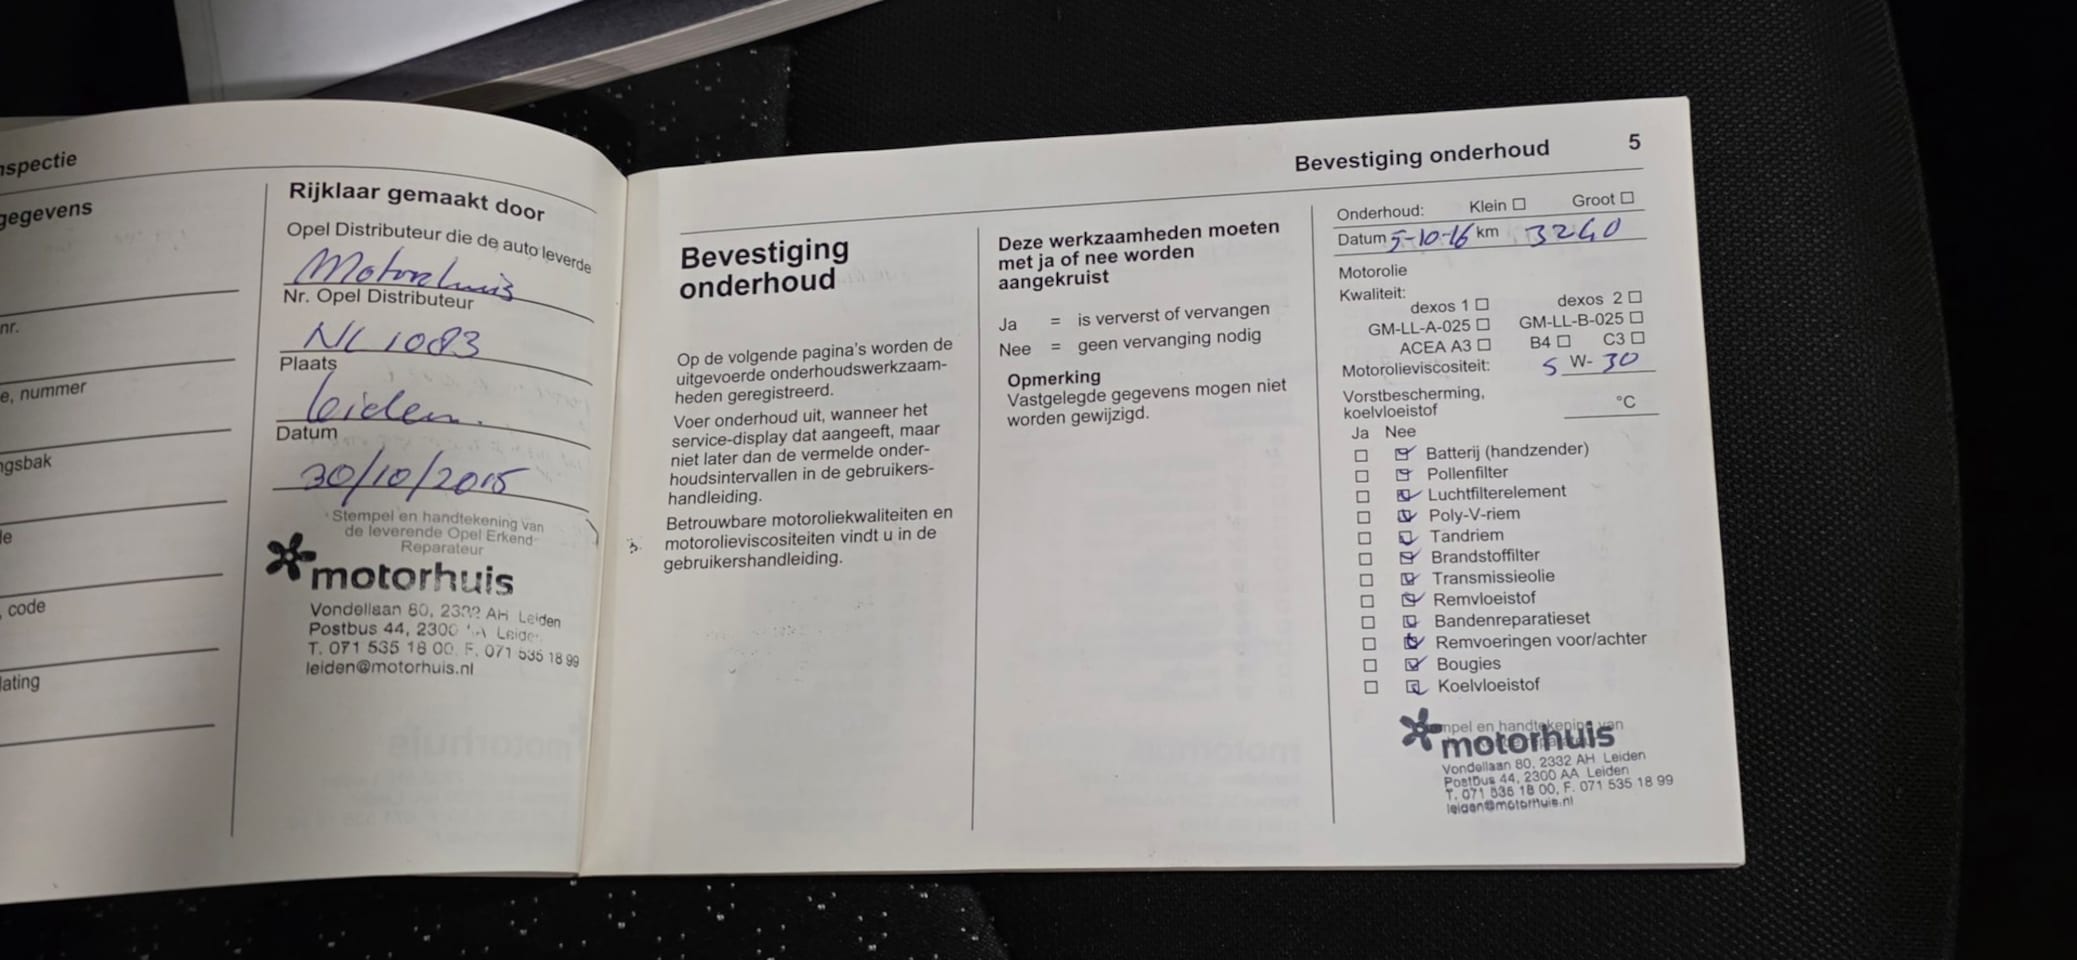 nspectie
gegevens
nr.
e, nummer
ngsbak
le
, code
lating
Rijklaar gemaakt door
Opel Distributeur die de auto leverde
Motorhuis
Nr. Opel Distributeur
NL 1083
Plaats
leiden.
Datum
30/10/2015
Stempel en handtekening van
de leverende Opel Erkend
Reparateur
motorhuis
Vondellaan 80, 2332 AH Leiden
Postbus 44, 2300 AA Leiden
T. 071 535 18 00, F. 071 535 18 99
leiden@motorhuis.nl
Bevestiging onderhoud 5
Bevestiging
onderhoud
Op de volgende pagina's worden de
uitgevoerde onderhoudswerkzaam-
heden geregistreerd.
Voer onderhoud uit, wanneer het
service-display dat aangeeft, maar
niet later dan de vermelde onder-
houdsintervallen in de gebruikers-
handleiding.
Betrouwbare motoroliekwaliteiten en
motorolieviscositeiten vindt u in de
gebruikershandleiding.
Deze werkzaamheden moeten
met ja of nee worden
aangekruist
Ja = is ververst of vervangen
Nee = geen vervanging nodig
Opmerking
Vastgelegde gegevens mogen niet
worden gewijzigd.
Onderhoud: Klein ☐ Groot ☐
Datum 5-10-16 km 3240
Motorolie
Kwaliteit:
dexos 1 ☐ dexos 2 ☐
GM-LL-A-025 ☐ GM-LL-B-025 ☐
ACEA A3 ☐ B4 ☐ C3 ☐
Motorolieviscositeit: 5 W- 30
Vorstbescherming,
koelvloeistof °C
Ja Nee
☐ ☑ Batterij (handzender)
☐ ☑ Pollenfilter
☐ ☑ Luchtfilterelement
☐ ☑ Poly-V-riem
☐ ☑ Tandriem
☐ ☑ Brandstoffilter
☐ ☑ Transmissieolie
☐ ☑ Remvloeistof
☐ ☑ Bandenreparatieset
☐ ☑ Remvoeringen voor/achter
☐ ☑ Bougies
☐ ☑ Koelvloeistof
mpel en handtekening van
motorhuis
Vondellaan 80, 2332 AH Leiden
Postbus 44, 2300 AA Leiden
T. 071 535 18 00, F. 071 535 18 99
leiden@motorhuis.nl